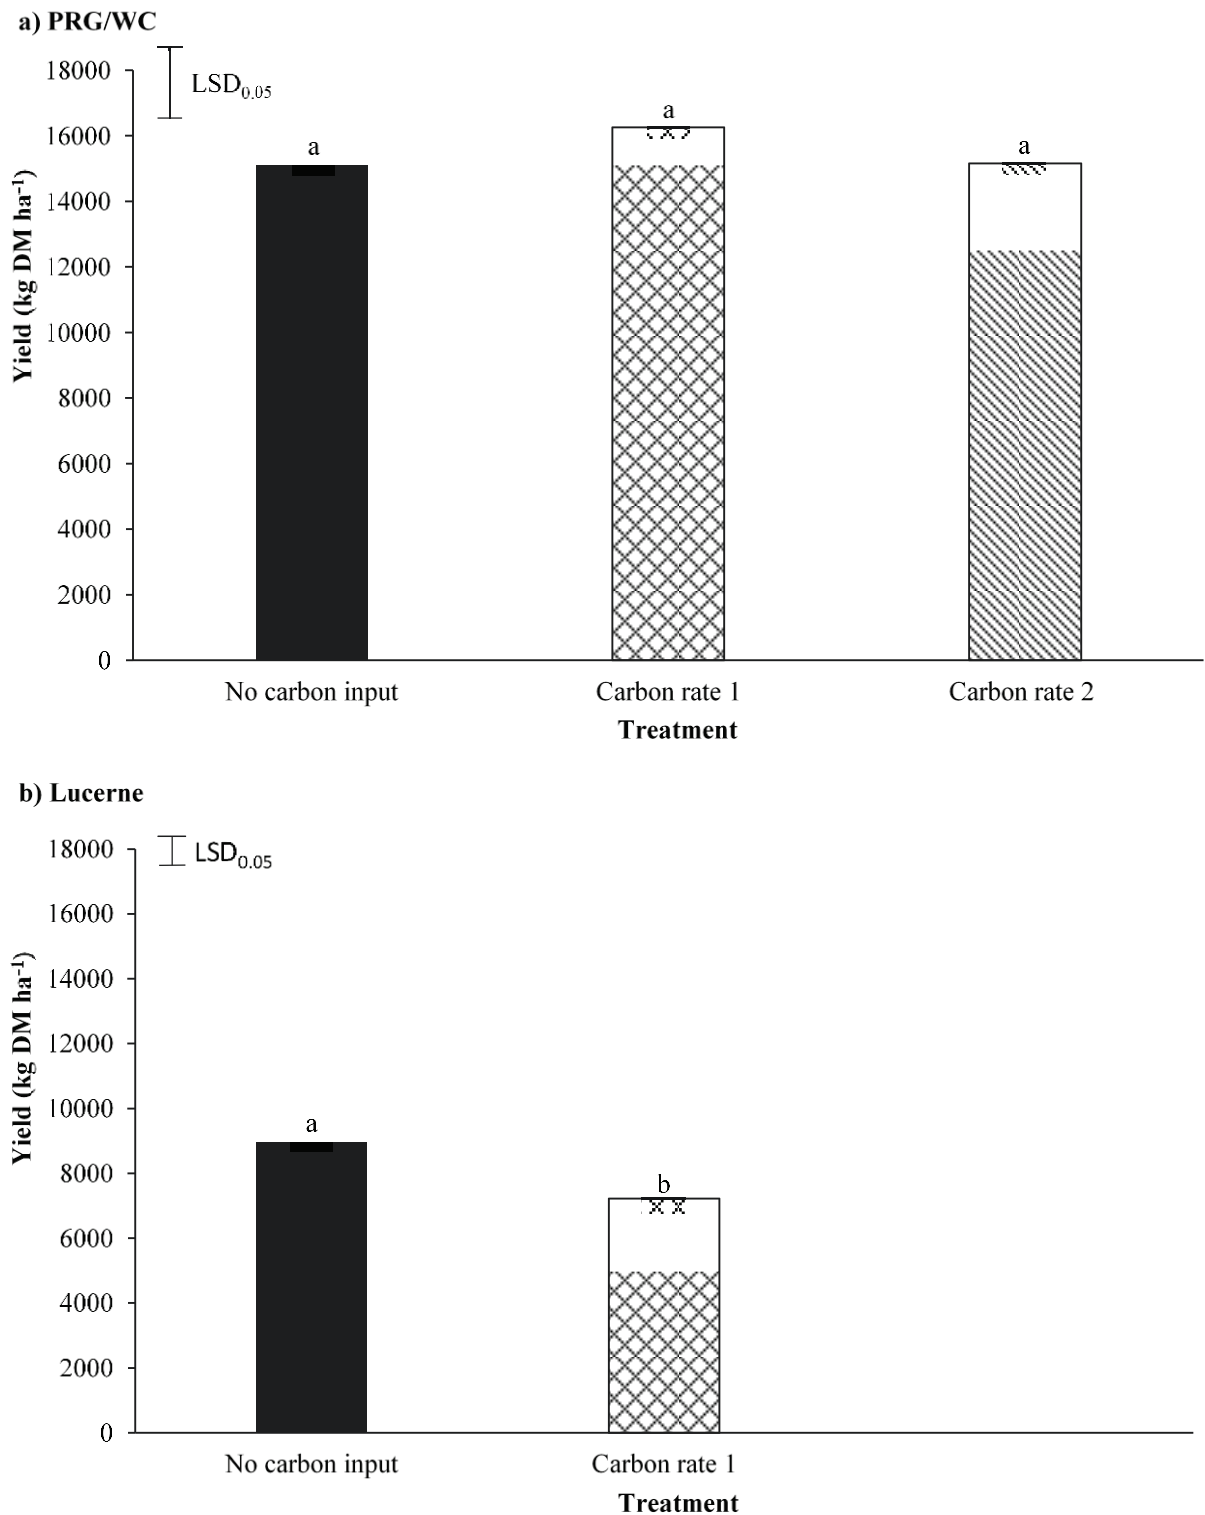 a) PRG/WC
18000
LSD0.05
16000
14000
12000
10000
8000
6000
4000
2000
0
Yield (kg DM ha⁻¹)
a
a
a
No carbon input
Carbon rate 1
Carbon rate 2
Treatment
b) Lucerne
18000
LSD0.05
16000
14000
12000
10000
8000
6000
4000
2000
0
Yield (kg DM ha⁻¹)
a
b
No carbon input
Carbon rate 1
Treatment